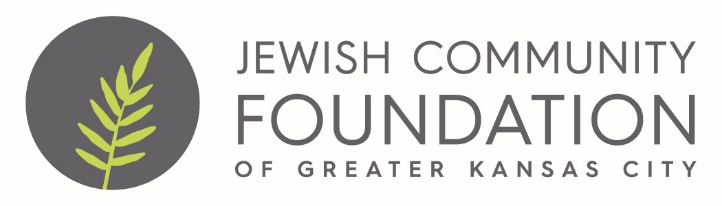 JEWISH COMMUNITY
FOUNDATION
OF GREATER KANSAS CITY